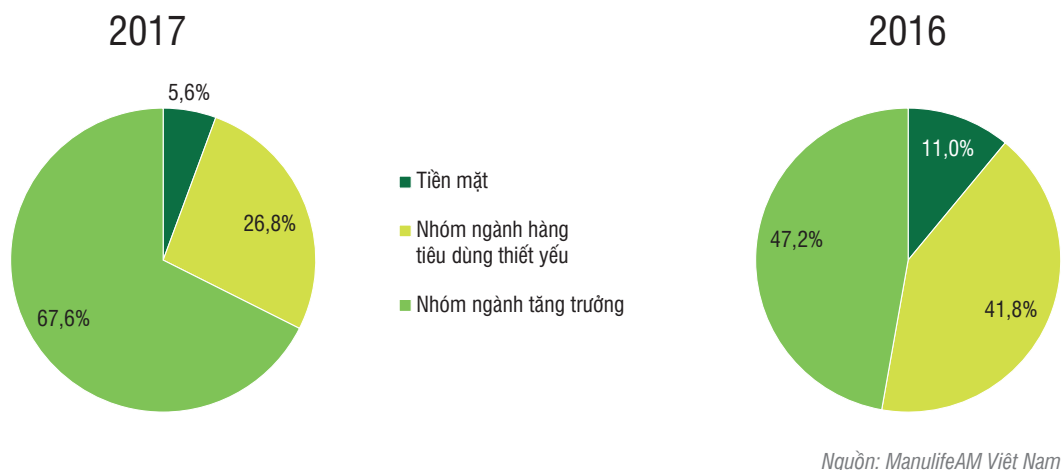 2017
5,6%
26,8%
67,6%
Tiền mặt
Nhóm ngành hàng
tiêu dùng thiết yếu
Nhóm ngành tăng trưởng
2016
11,0%
47,2%
41,8%
Nguồn: ManulifeAM Việt Nam